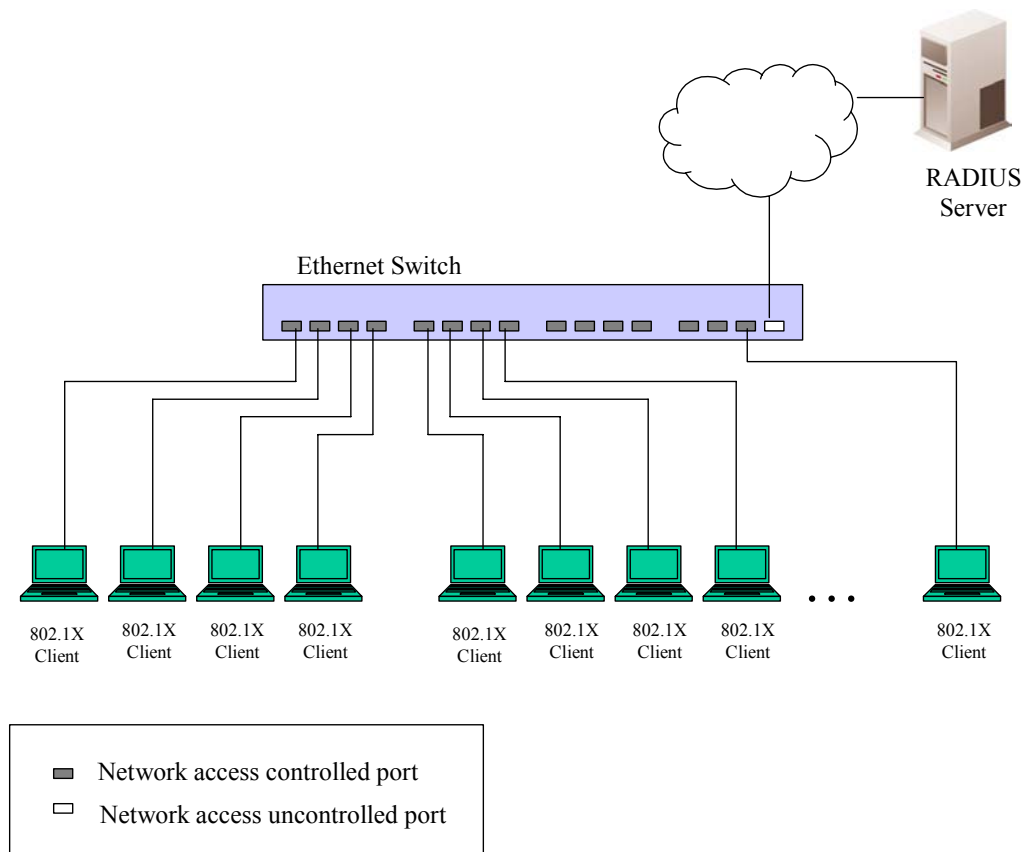 RADIUS
Server
Ethernet Switch
802.1X
Client
802.1X
Client
802.1X
Client
802.1X
Client
802.1X
Client
802.1X
Client
802.1X
Client
802.1X
Client
802.1X
Client
Network access controlled port
Network access uncontrolled port